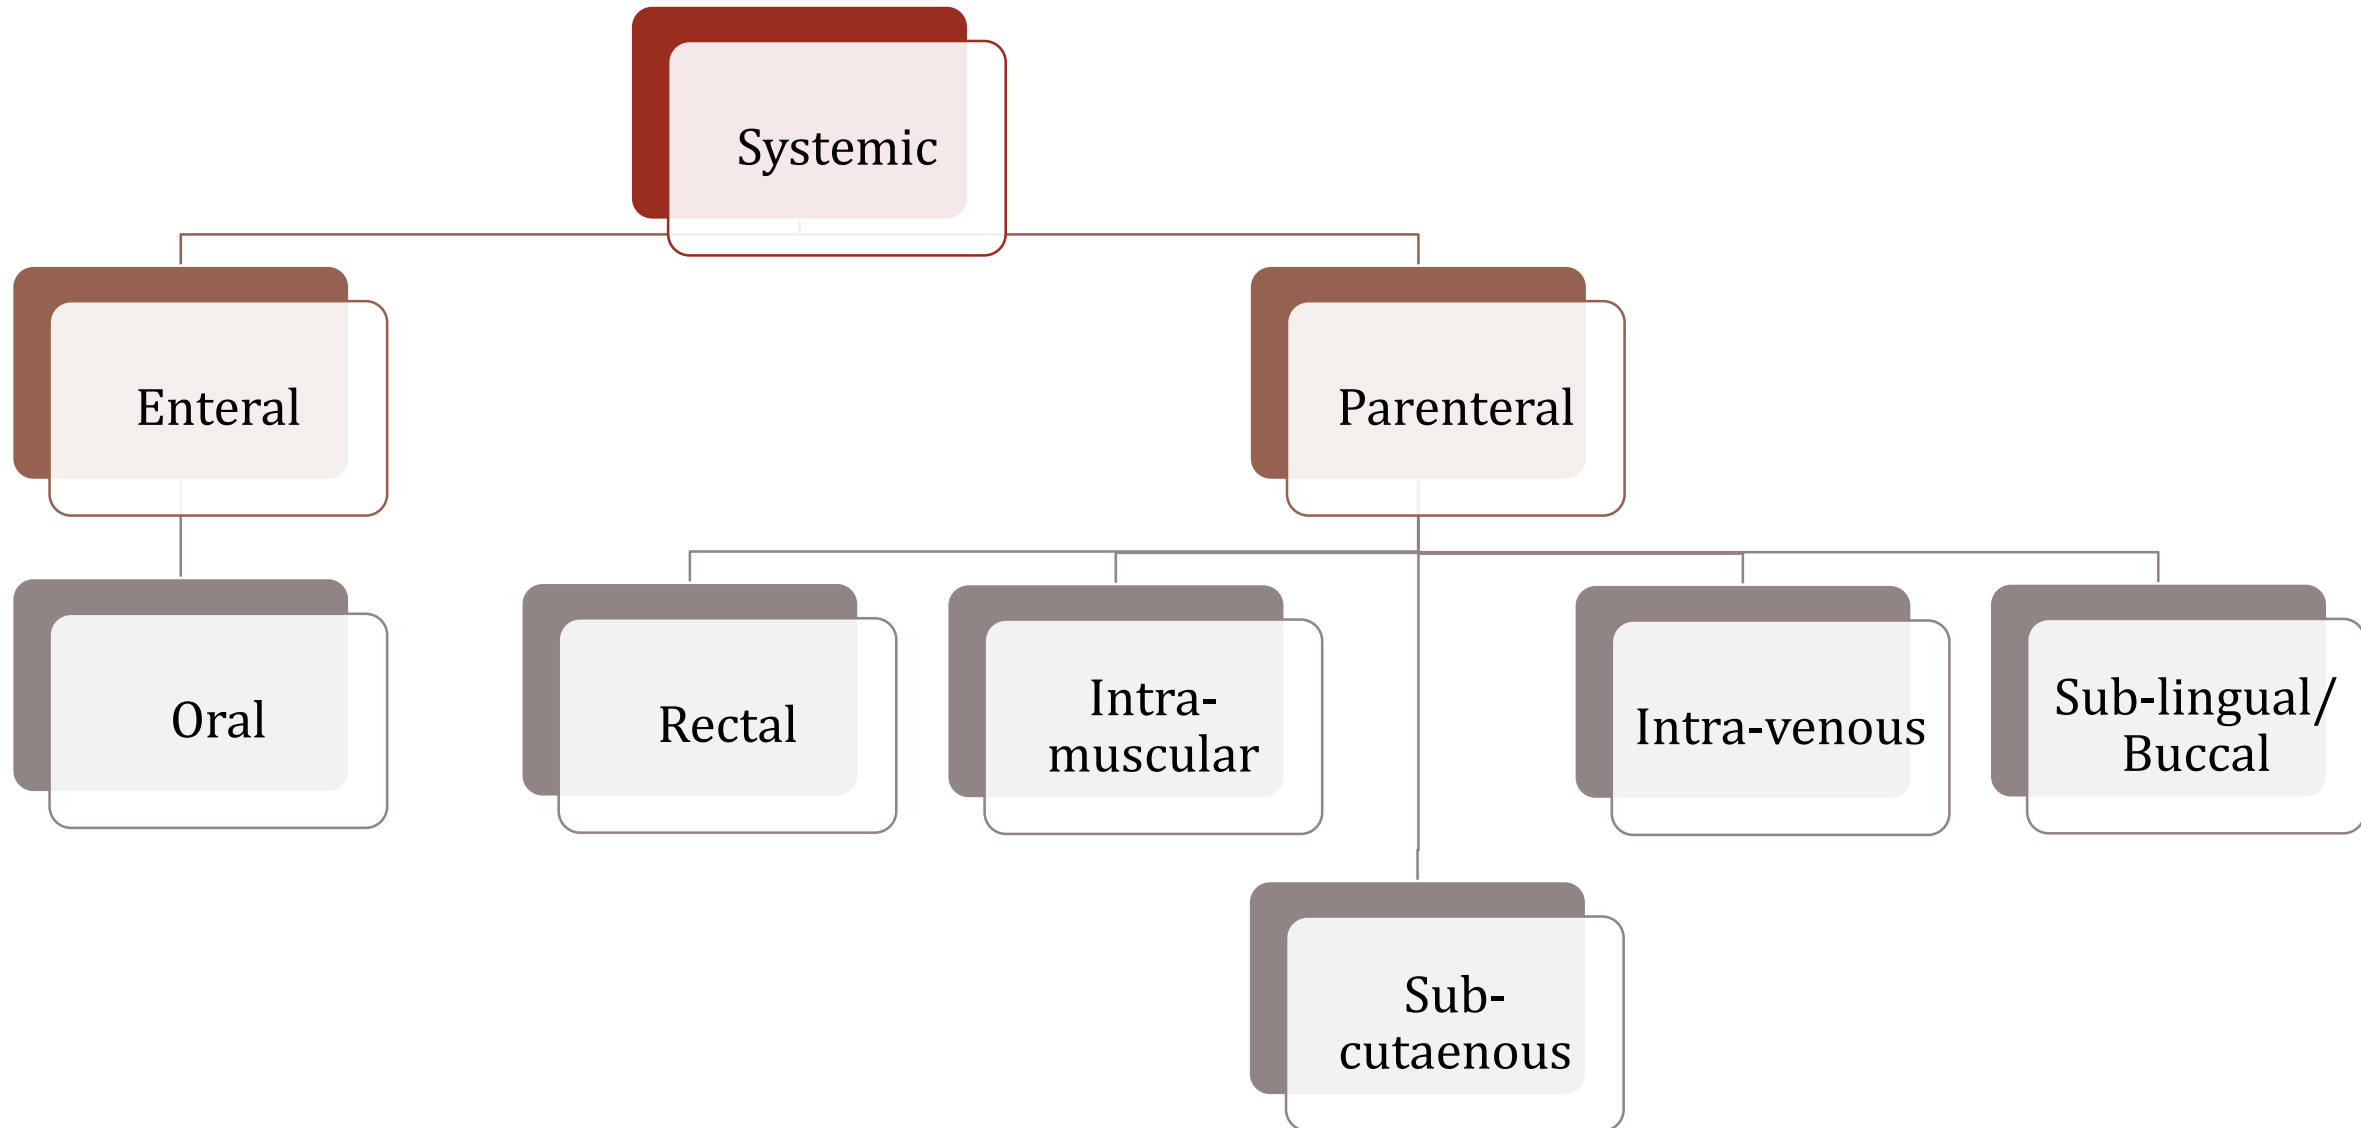 Systemic
Enteral
Parenteral
Oral
Rectal
Intra-
muscular
Intra-venous
Sub-lingual/
Buccal
Sub-
cutaenous